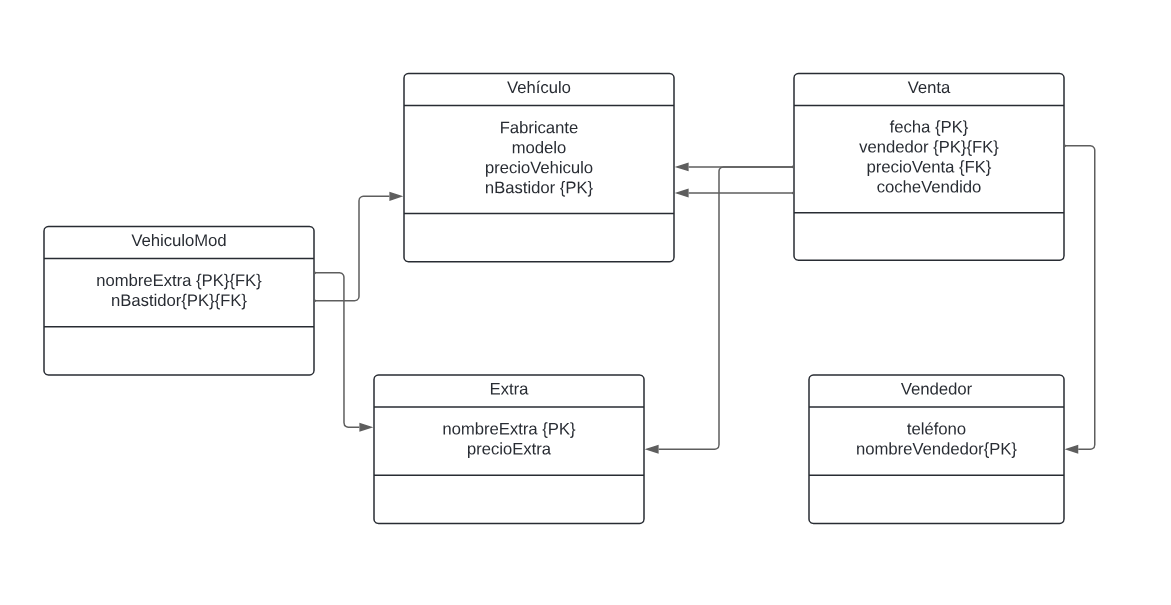 Vehículo
Fabricante
modelo
precioVehiculo
nBastidor {PK}
Venta
fecha {PK}
vendedor {PK}{FK}
precioVenta {FK}
cocheVendido
VehiculoMod
nombreExtra {PK}{FK}
nBastidor{PK}{FK}
Extra
nombreExtra {PK}
precioExtra
Vendedor
teléfono
nombreVendedor{PK}